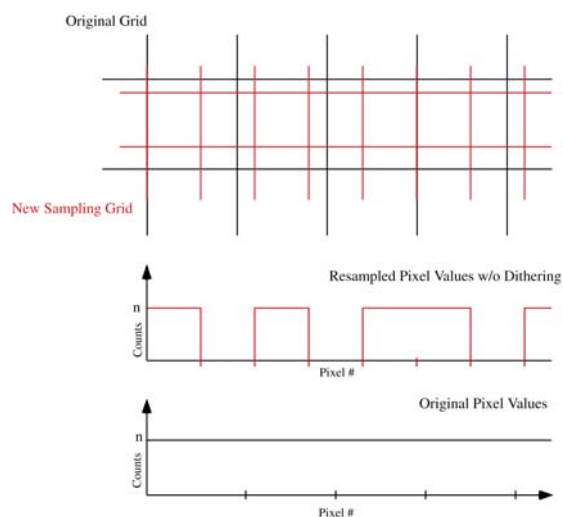 Original Grid
New Sampling Grid
Resampled Pixel Values w/o Dithering
n
Counts
Pixel #
Original Pixel Values
n
Counts
Pixel #